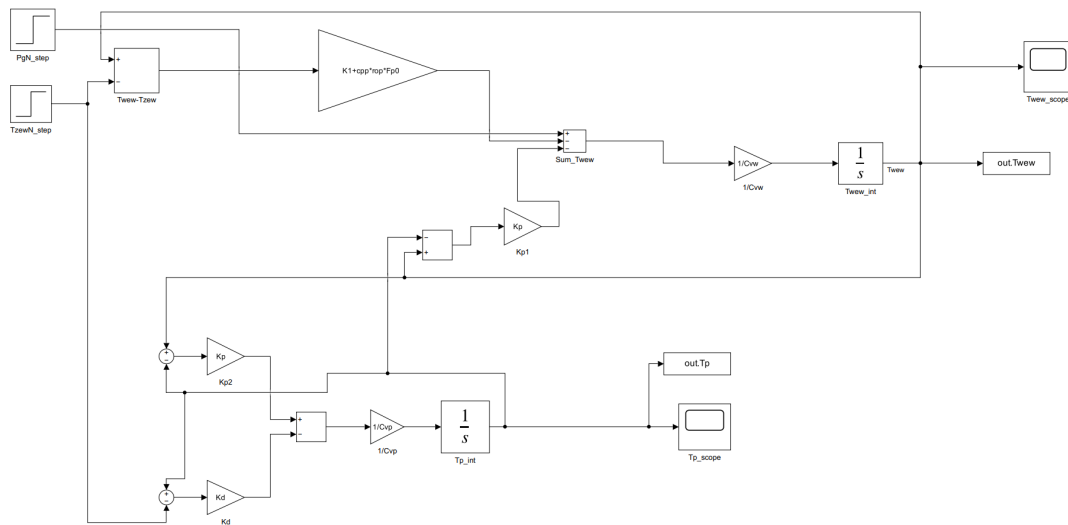 PgN_step
+
−
Twew-Tzew
K1+cpp*rop*Fp0
Twew_scope
TzewN_step
+
−
−
Sum_Twew
1/Cvw
1/Cvw
1
s
Twew_int
Twew
out.Twew
−
+
Kp
Kp1
+
−
Kp
Kp2
out.Tp
+
−
1/Cvp
1/Cvp
1
s
Tp_int
Tp_scope
+
−
Kd
Kd